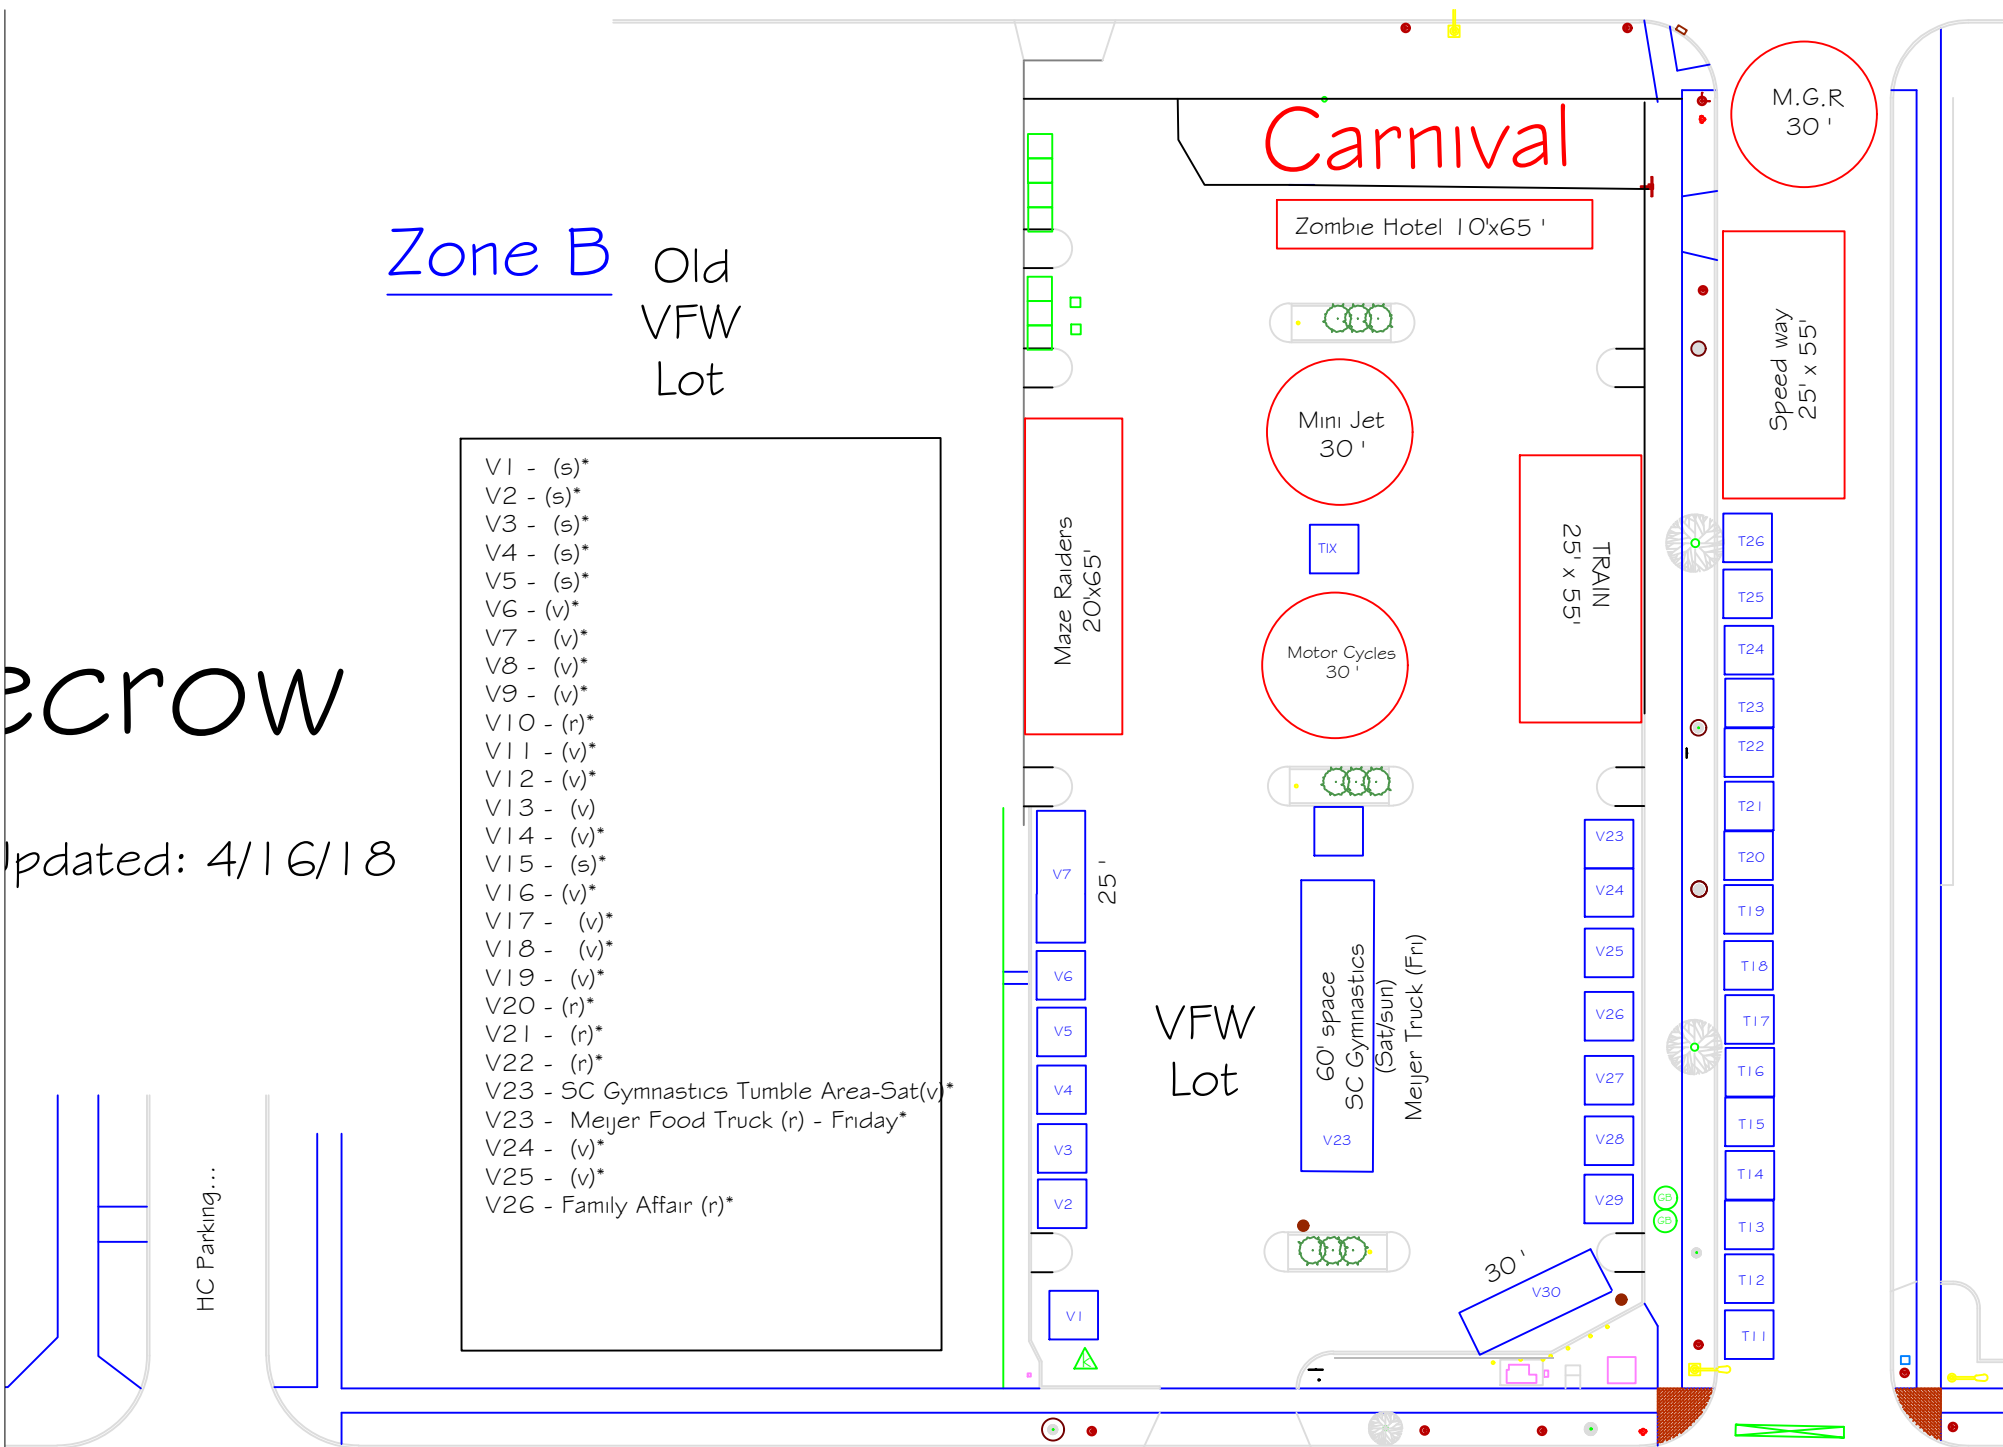 Carnival
M.G.R
30 '
Zombie Hotel 10'x65 '
Zone B
Old
VFW
Lot
Speed way
25' x 55'
Mini Jet
30 '
Maze Raiders
20'x65'
TIX
TRAIN
25' x 55'
Motor Cycles
30 '
ecrow
Updated: 4/16/18
V1 - (s)*
V2 - (s)*
V3 - (s)*
V4 - (s)*
V5 - (s)*
V6 - (v)*
V7 - (v)*
V8 - (v)*
V9 - (v)*
V10 - (r)*
V11 - (v)*
V12 - (v)*
V13 - (v)
V14 - (v)*
V15 - (s)*
V16 - (v)*
V17 - (v)*
V18 - (v)*
V19 - (v)*
V20 - (r)*
V21 - (r)*
V22 - (r)*
V23 - SC Gymnastics Tumble Area-Sat(v)*
V23 - Meijer Food Truck (r) - Friday*
V24 - (v)*
V25 - (v)*
V26 - Family Affair (r)*
HC Parking...
V7
25 '
V6
V5
V4
V3
V2
V1
VFW
Lot
60' space
SC Gymnastics
(Sat/sun)
Meijer Truck (Fri)
V23
V23
V24
V25
V26
V27
V28
V29
30 '
V30
GB
GB
T26
T25
T24
T23
T22
T21
T20
T19
T18
T17
T16
T15
T14
T13
T12
T11
K